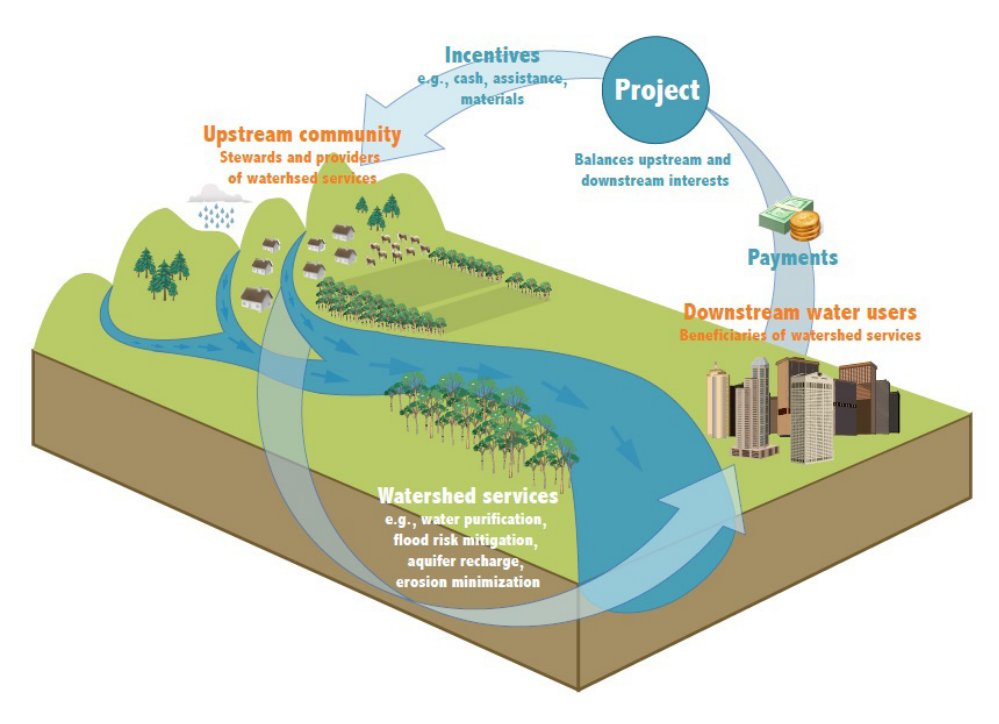 Incentives
e.g., cash, assistance,
materials
Project
Balances upstream and
downstream interests
Upstream community
Stewards and providers
of waterhsed services
Payments
Downstream water users
Beneficiaries of watershed services
Watershed services
e.g., water purification,
flood risk mitigation,
aquifer recharge,
erosion minimization